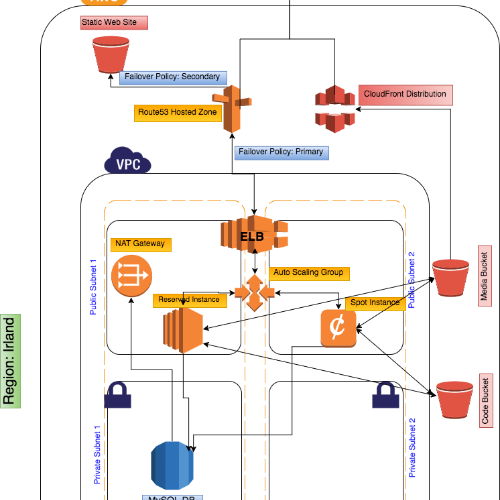 Static Web Site
Failover Policy: Secondary
CloudFront Distribution
Route53 Hosted Zone
Failover Policy: Primary
VPC
ELB
NAT Gateway
Auto Scaling Group
Public Subnet 1
Public Subnet 2
Reserved Instance
Spot Instance
Media Bucket
Region: Irland
Code Bucket
Private Subnet 1
Private Subnet 2
MySQL DB